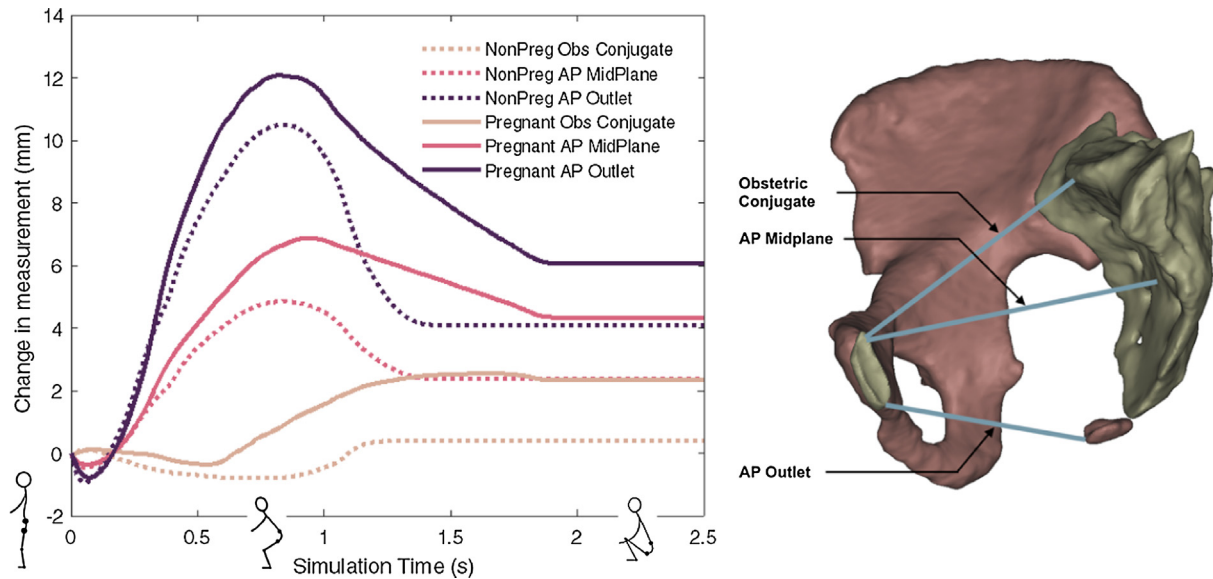 14
12
10
8
6
4
2
0
-2
Change in measurement (mm)
NonPreg Obs Conjugate
NonPreg AP MidPlane
NonPreg AP Outlet
Pregnant Obs Conjugate
Pregnant AP MidPlane
Pregnant AP Outlet
0 0.5 1 1.5 2 2.5
Simulation Time (s)
Obstetric
Conjugate
AP Midplane
AP Outlet